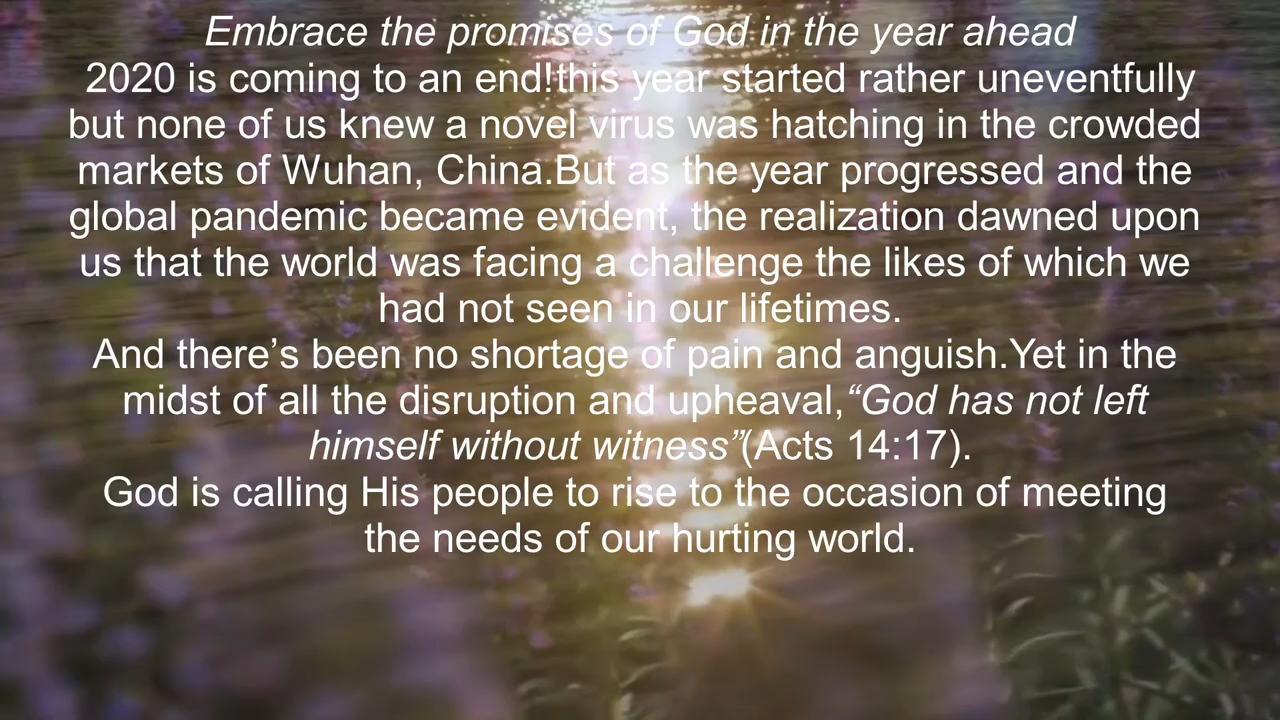 Embrace the promises of God in the year ahead
2020 is coming to an end!this year started rather uneventfully
but none of us knew a novel virus was hatching in the crowded
markets of Wuhan, China.But as the year progressed and the
global pandemic became evident, the realization dawned upon
us that the world was facing a challenge the likes of which we
had not seen in our lifetimes.
And there’s been no shortage of pain and anguish.Yet in the
midst of all the disruption and upheaval,“God has not left
himself without witness”(Acts 14:17).
God is calling His people to rise to the occasion of meeting
the needs of our hurting world.